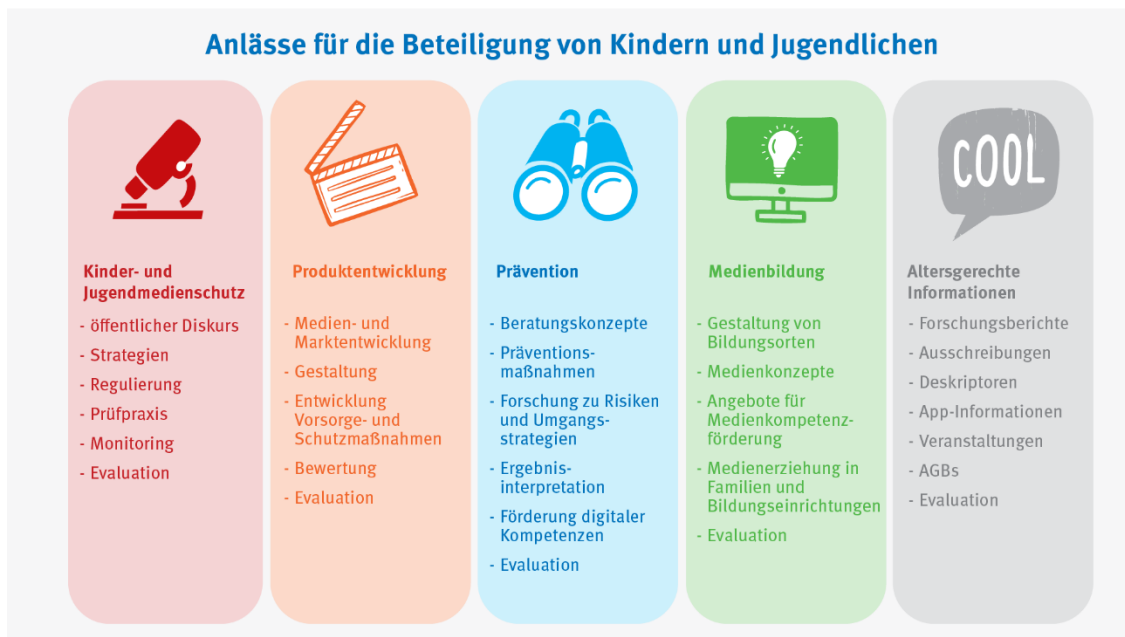 Anlässe für die Beteiligung von Kindern und Jugendlichen
COOL
Kinder- und
Jugendmedienschutz
- öffentlicher Diskurs
- Strategien
- Regulierung
- Prüfpraxis
- Monitoring
- Evaluation
Produktentwicklung
- Medien- und
Marktentwicklung
- Gestaltung
- Entwicklung
Vorsorge- und
Schutzmaßnahmen
- Bewertung
- Evaluation
Prävention
- Beratungskonzepte
- Präventions-
maßnahmen
- Forschung zu Risiken
und Umgangs-
strategien
- Ergebnis-
interpretation
- Förderung digitaler
Kompetenzen
- Evaluation
Medienbildung
- Gestaltung von
Bildungsorten
- Medienkonzepte
- Angebote für
Medienkompetenz-
förderung
- Medienerziehung in
Familien und
Bildungseinrichtungen
- Evaluation
Altersgerechte
Informationen
- Forschungsberichte
- Ausschreibungen
- Deskriptoren
- App-Informationen
- Veranstaltungen
- AGBs
- Evaluation